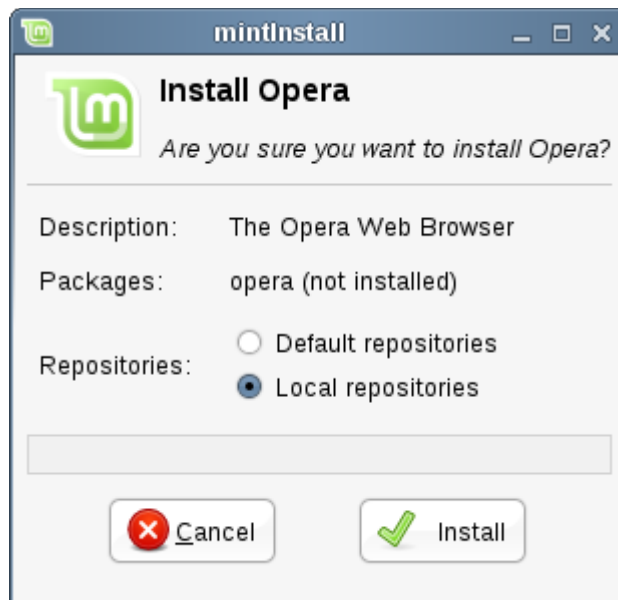 mintInstall
Install Opera
Are you sure you want to install Opera?
Description: The Opera Web Browser
Packages: opera (not installed)
Repositories:
Default repositories
Local repositories
Cancel Install